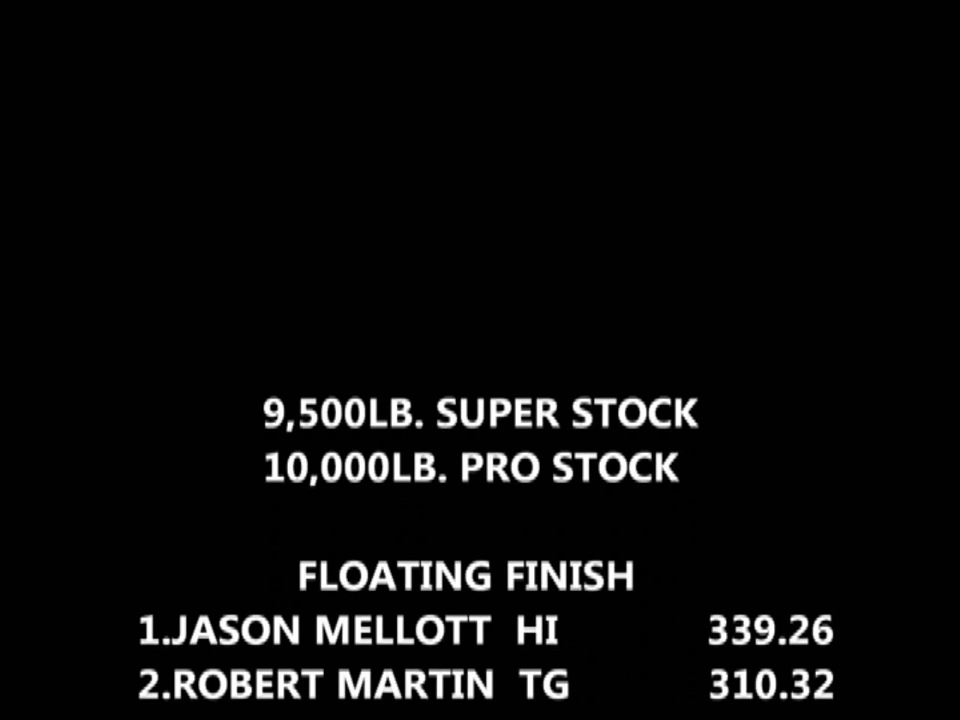 9,500LB. SUPER STOCK
10,000LB. PRO STOCK
FLOATING FINISH
1.JASON MELLOTT HI 339.26
2.ROBERT MARTIN TG 310.32